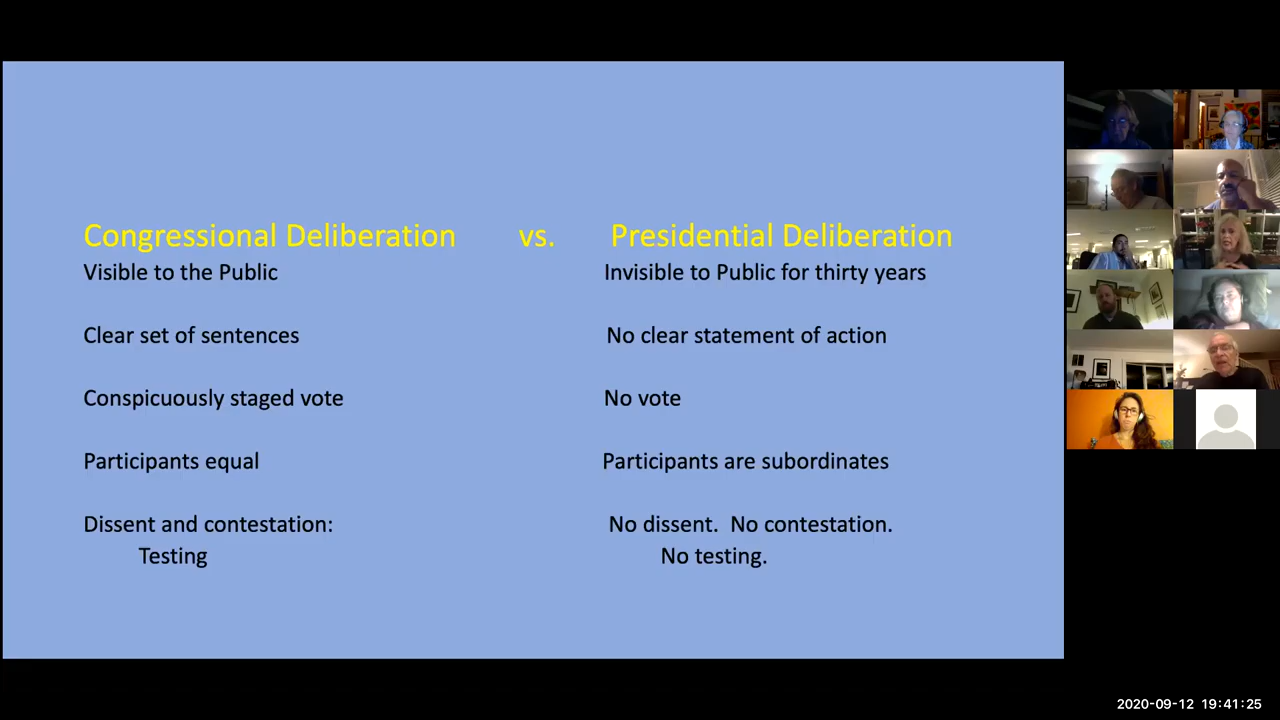 Congressional Deliberation vs. Presidential Deliberation
Visible to the Public Invisible to Public for thirty years
Clear set of sentences No clear statement of action
Conspicuously staged vote No vote
Participants equal Participants are subordinates
Dissent and contestation: No dissent. No contestation.
Testing No testing.
2020-09-12 19:41:25